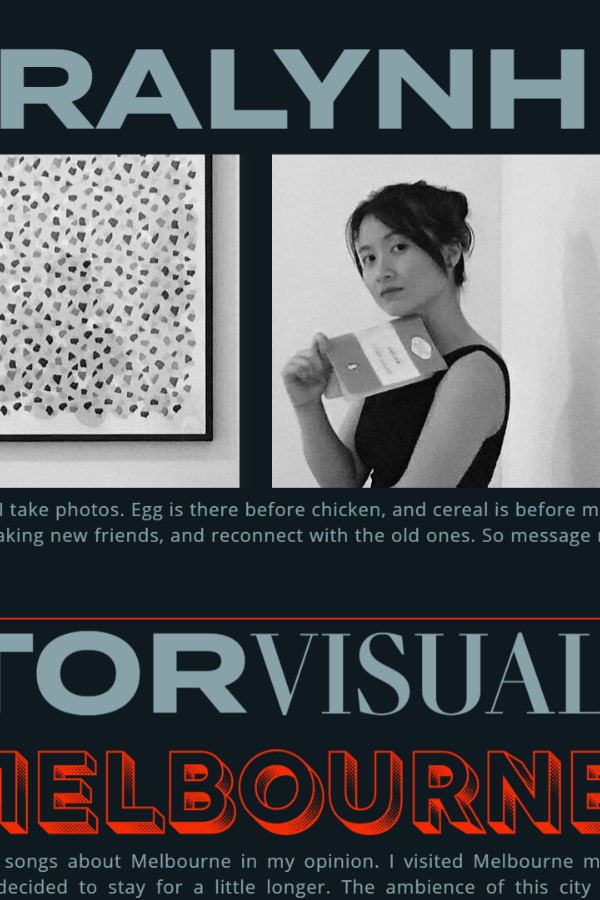 RALYNH
I take photos. Egg is there before chicken, and cereal is before m
aking new friends, and reconnect with the old ones. So message
TORVISUAL
MELBOURNE
songs about Melbourne in my opinion. I visited Melbourne m
decided to stay for a little longer. The ambience of this city